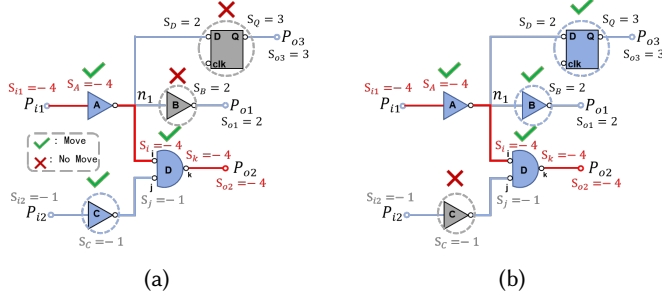 S_D = 2
S_Q = 3
D
Q
P_o3
clk
S_o3 = 3
S_i1 = −4
S_A = −4
S_B = 2
P_i1
A
n_1
B
P_o1
S_o1 = 2
: Move
: No Move
S_i = −4
i
S_k = −4
P_o2
D
k
S_i2 = −1
j
S_o2 = −4
P_i2
C
S_j = −1
S_C = −1
(a)
S_D = 2
S_Q = 3
D
Q
P_o3
clk
S_o3 = 3
S_i1 = −4
S_A = −4
S_B = 2
P_i1
A
n_1
B
P_o1
S_o1 = 2
S_i = −4
i
S_k = −4
P_o2
D
k
S_i2 = −1
j
S_o2 = −4
P_i2
C
S_j = −1
S_C = −1
(b)